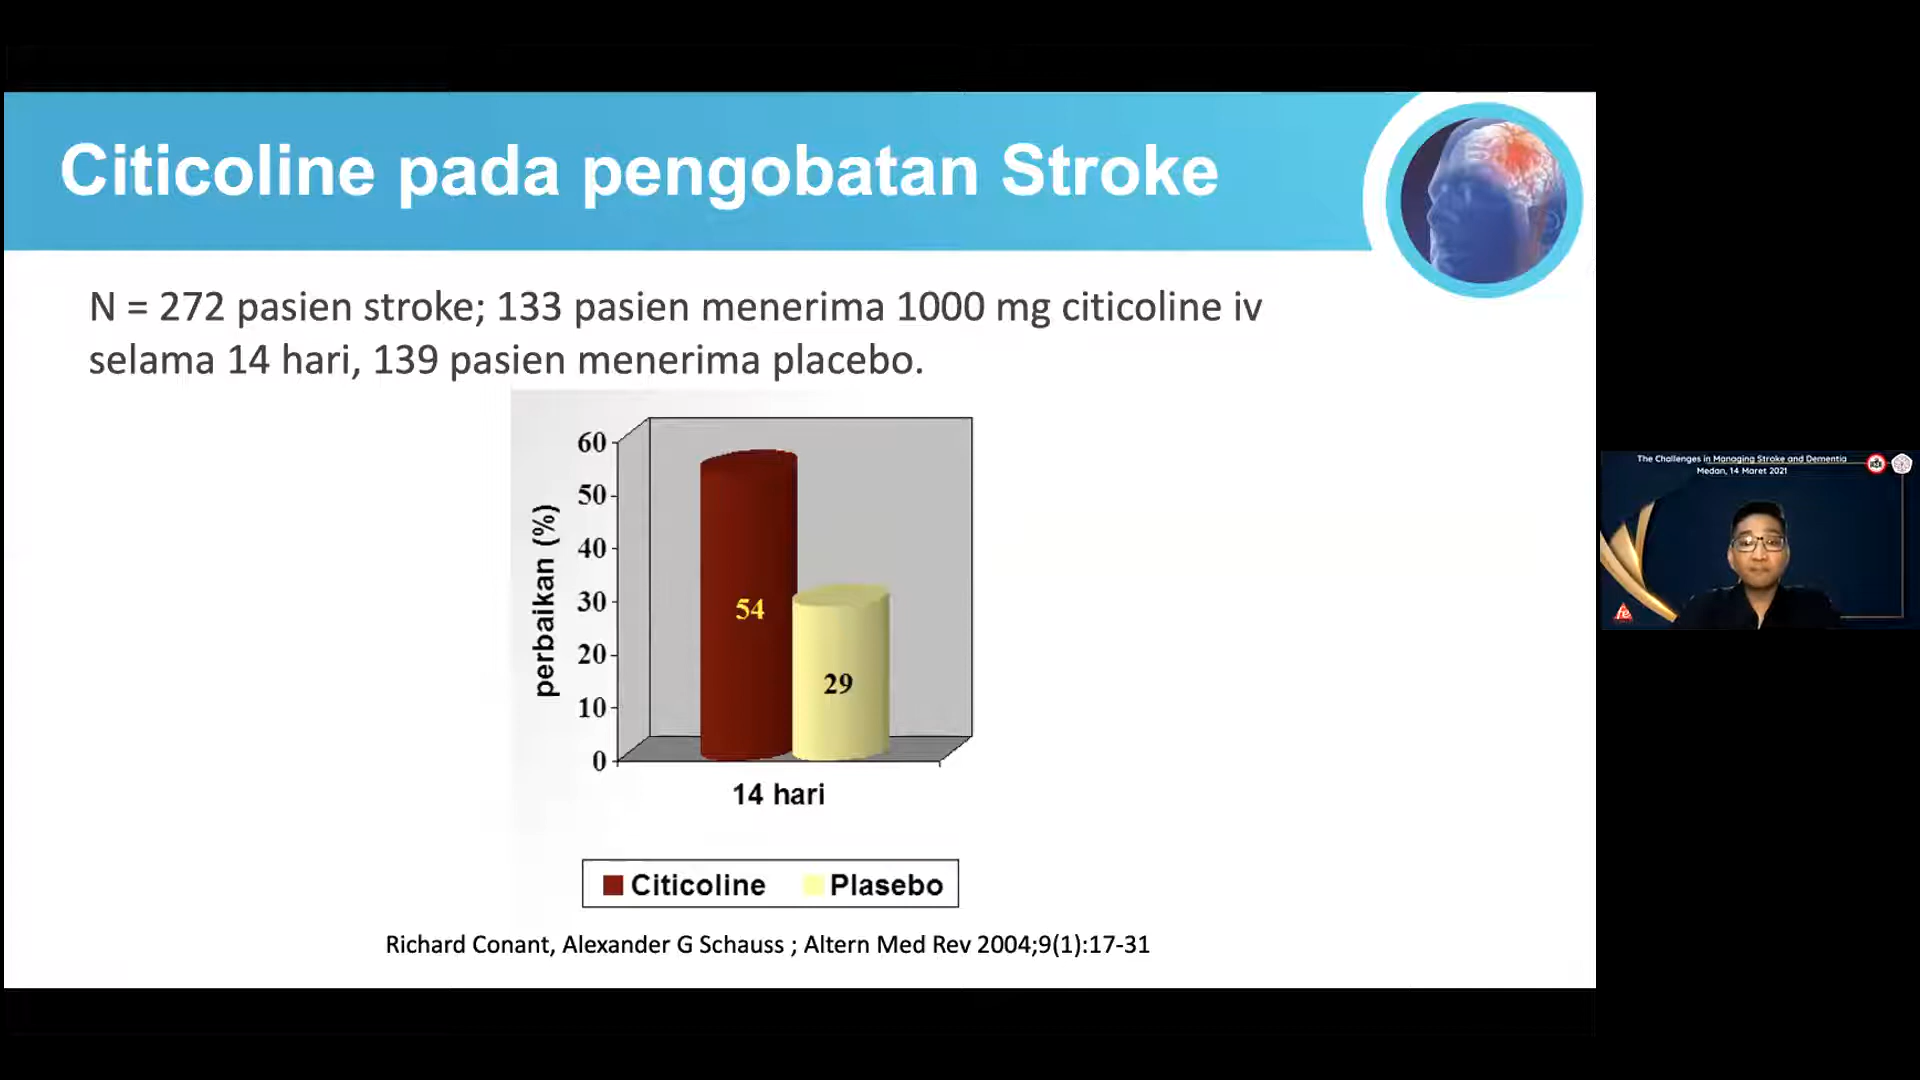 Citicoline pada pengobatan Stroke
N = 272 pasien stroke; 133 pasien menerima 1000 mg citicoline iv
selama 14 hari, 139 pasien menerima placebo.
perbaikan (%)
60
50
40
30
20
10
0
54
29
14 hari
Citicoline
Plasebo
Richard Conant, Alexander G Schauss ; Altern Med Rev 2004;9(1):17-31
The Challenges in Managing Stroke and Dementia
Medan, 14 Maret 2021